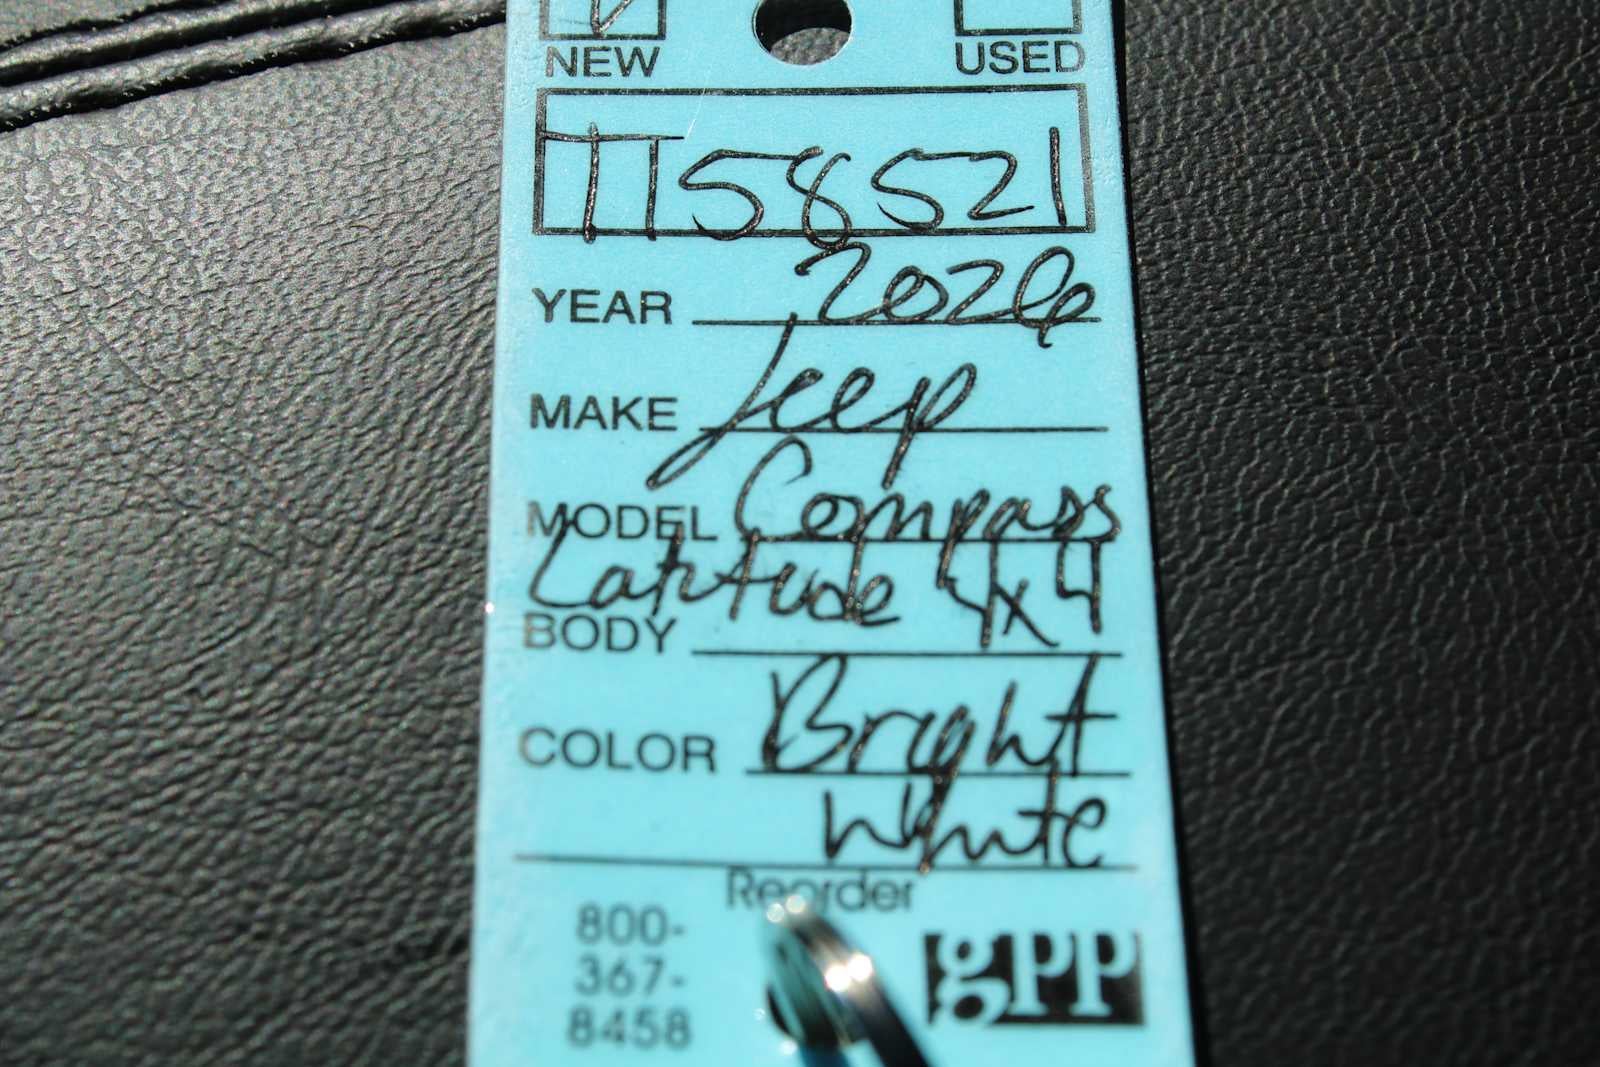 NEW USED
TT58521
YEAR 2026
MAKE Jeep
MODEL Compass
Latitude 4x4
BODY
COLOR Bright
White
Reorder
800-
367-
8458
gpp